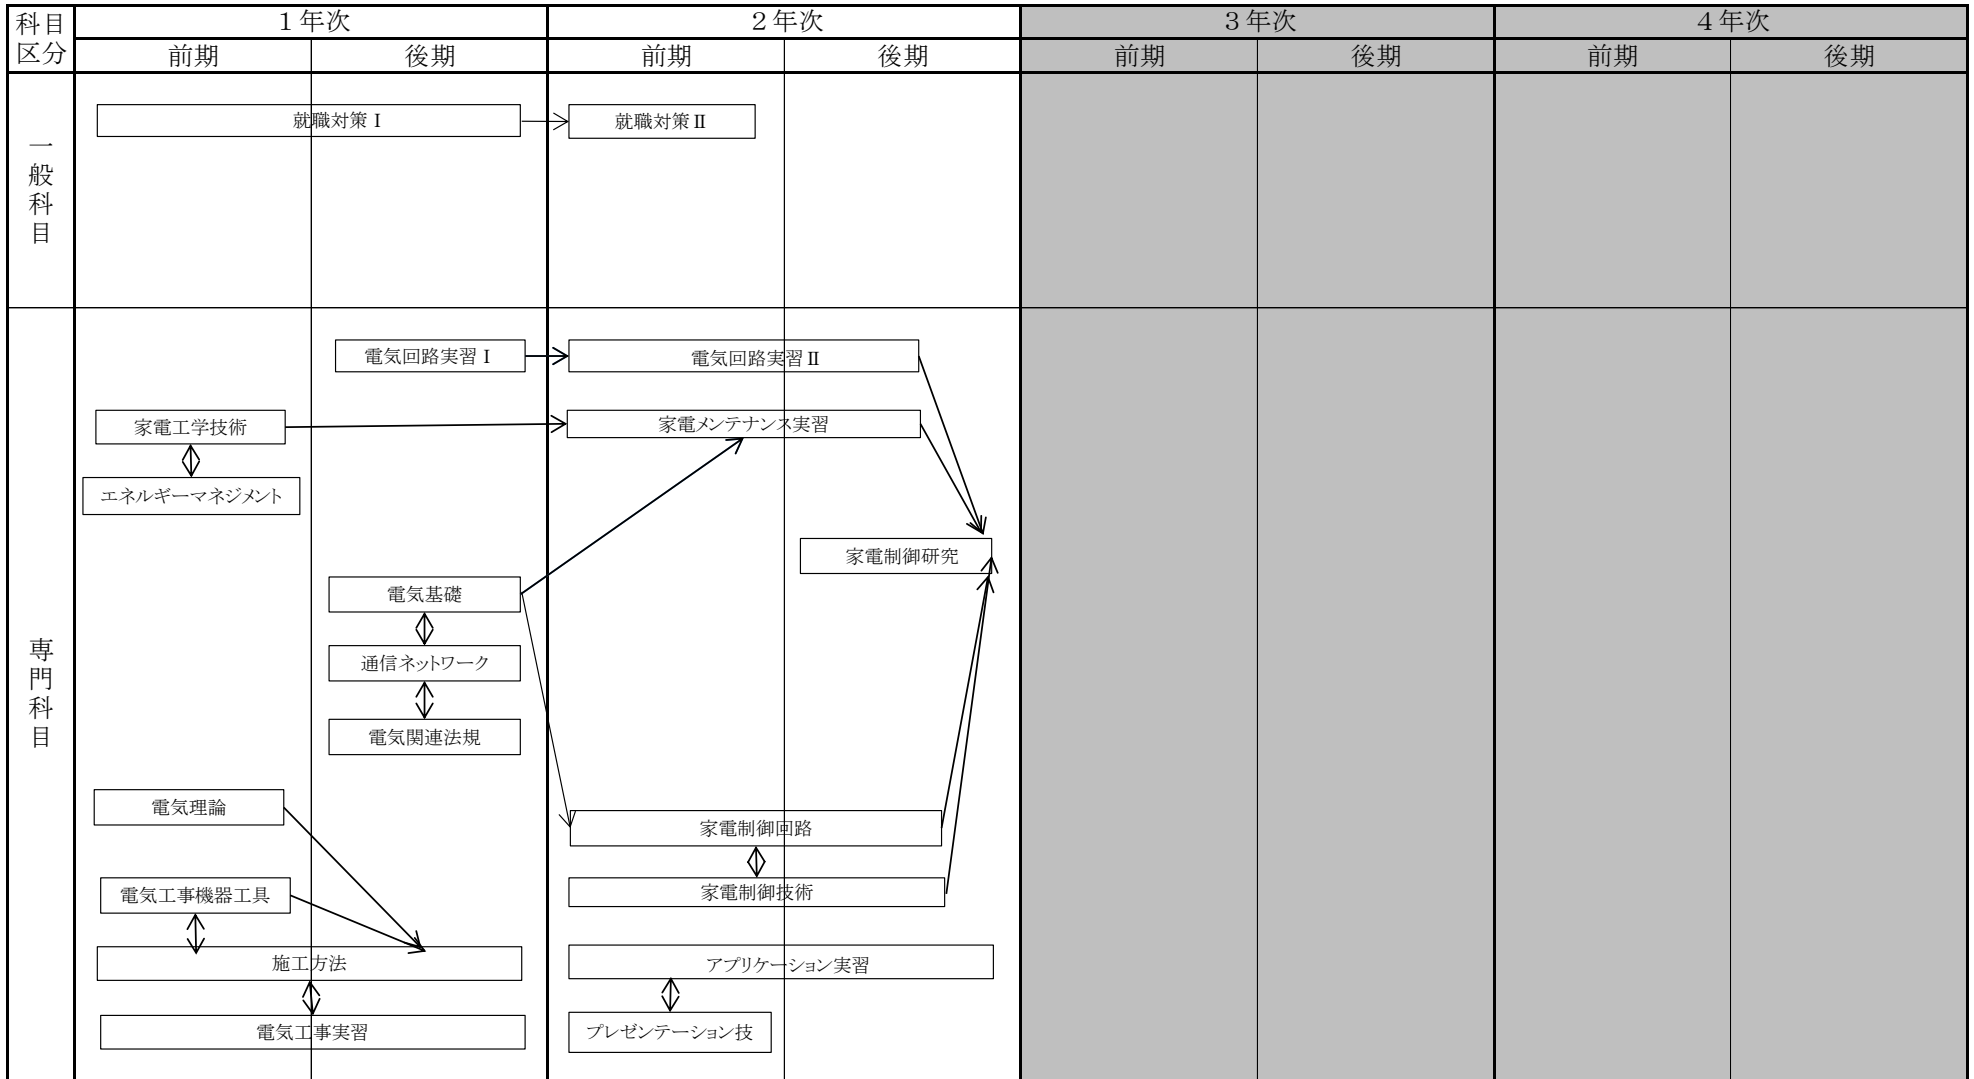 科目
区分
１年次
２年次
３年次
４年次
前期
後期
前期
後期
前期
後期
前期
後期
一般科目
就職対策Ⅰ
就職対策Ⅱ
専門科目
電気回路実習Ⅰ
電気回路実習Ⅱ
家電工学技術
家電メンテナンス実習
エネルギーマネジメント
家電制御研究
電気基礎
通信ネットワーク
電気関連法規
電気理論
家電制御回路
電気工事機器工具
家電制御技術
施工方法
アプリケーション実習
電気工事実習
プレゼンテーション技